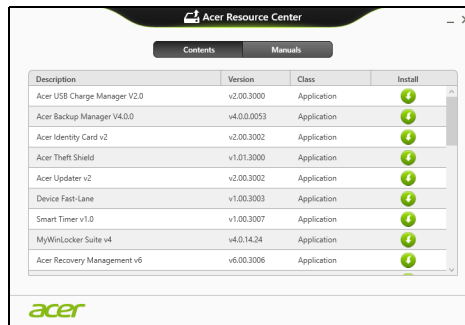 Acer Resource Center
Contents Manuals
Description Version Class Install
Acer USB Charge Manager V2.0 v2.00.3000 Application
Acer Backup Manager V4.0.0 v4.0.0.0053 Application
Acer Identity Card v2 v2.00.3002 Application
Acer Theft Shield v1.01.3000 Application
Acer Updater v2 v2.00.3002 Application
Device Fast-Lane v1.00.3003 Application
Smart Timer v1.0 v1.00.3007 Application
MyWinLocker Suite v4 v4.0.14.24 Application
Acer Recovery Management v6 v6.00.3006 Application
acer